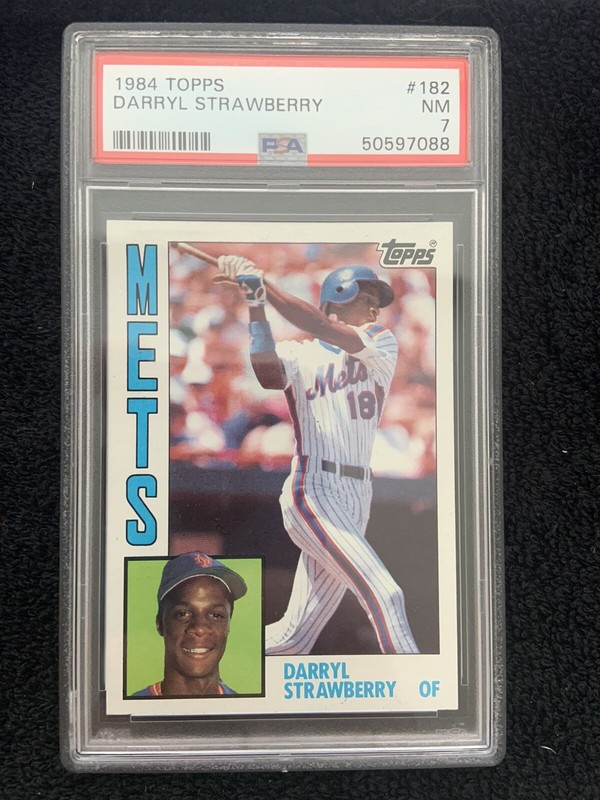 1984 TOPPS #182
DARRYL STRAWBERRY NM
7
PSA 50597088
METS
Topps
Mets
18
DARRYL
STRAWBERRY OF